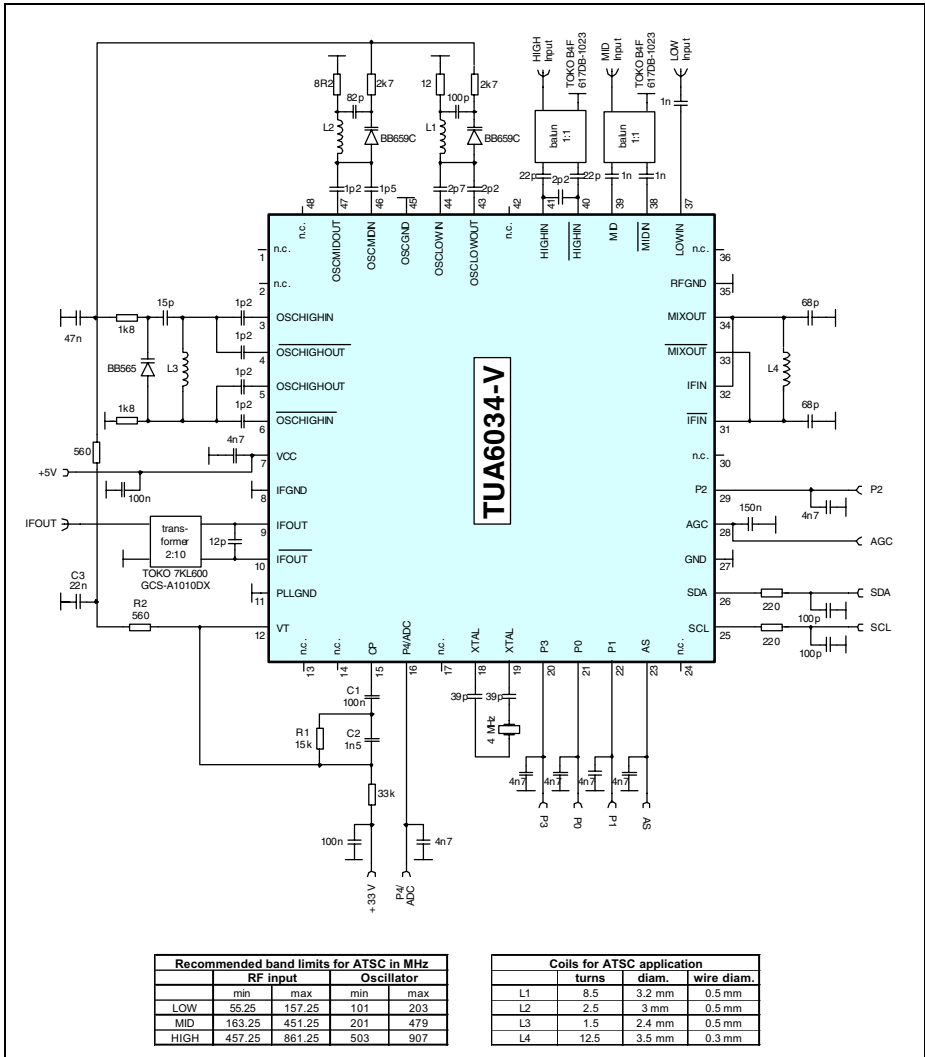 HIGH Input
TOKO B4F 617DB-1023
MID Input
TOKO B4F 617DB-1023
LOW Input
8R2
2k7
12
2k7
1n
82p
100p
L2
BB659C
L1
BB659C
balun 1:1
balun 1:1
22p
2p2
22p
1n
1n
1p2
1p5
2p7
2p2
48
47
46
45
44
43
42
41
40
39
38
37
n.c.
OSCMIDOUT
OSCMIDIN
OSCGND
OSCLOWIN
OSCLOWOUT
n.c.
HIGHIN
HIGHIN
MID
MIDIN
LOWIN
1
n.c.
n.c.
36
2
n.c.
RFGND
35
47n
1k8
15p
1p2
3
OSCHIGHIN
MIXOUT
34
68p
1p2
4
OSCHIGHOUT
MIXOUT
33
BB565
L3
L4
1p2
5
OSCHIGHOUT
IFIN
32
1k8
1p2
6
OSCHIGHIN
IFIN
31
68p
560
4n7
7
VCC
n.c.
30
+5V
100n
8
IFGND
P2
29
P2
4n7
150n
IFOUT
trans-
former
2:10
12p
9
IFOUT
AGC
28
AGC
10
IFOUT
GND
27
TOKO 7KL600
GCS-A1010DX
C3
22n
11
PLLGND
SDA
26
220
SDA
100p
R2
560
12
VT
SCL
25
220
SCL
100p
TUA6034-V
n.c.
n.c.
CP
P4/ADC
n.c.
XTAL
XTAL
P3
P0
P1
AS
n.c.
13
14
15
16
17
18
19
20
21
22
23
24
C1
100n
39p
39p
R1
15k
C2
1n5
4 MHz
33k
4n7
4n7
4n7
4n7
P3
P0
P1
AS
100n
4n7
+33 V
P4/
ADC
Recommended band limits for ATSC in MHz
RF input Oscillator
min max min max
LOW 55.25 157.25 101 203
MID 163.25 451.25 201 479
HIGH 457.25 861.25 503 907
Coils for ATSC application
turns diam. wire diam.
L1 8.5 3.2 mm 0.5 mm
L2 2.5 3 mm 0.5 mm
L3 1.5 2.4 mm 0.5 mm
L4 12.5 3.5 mm 0.3 mm